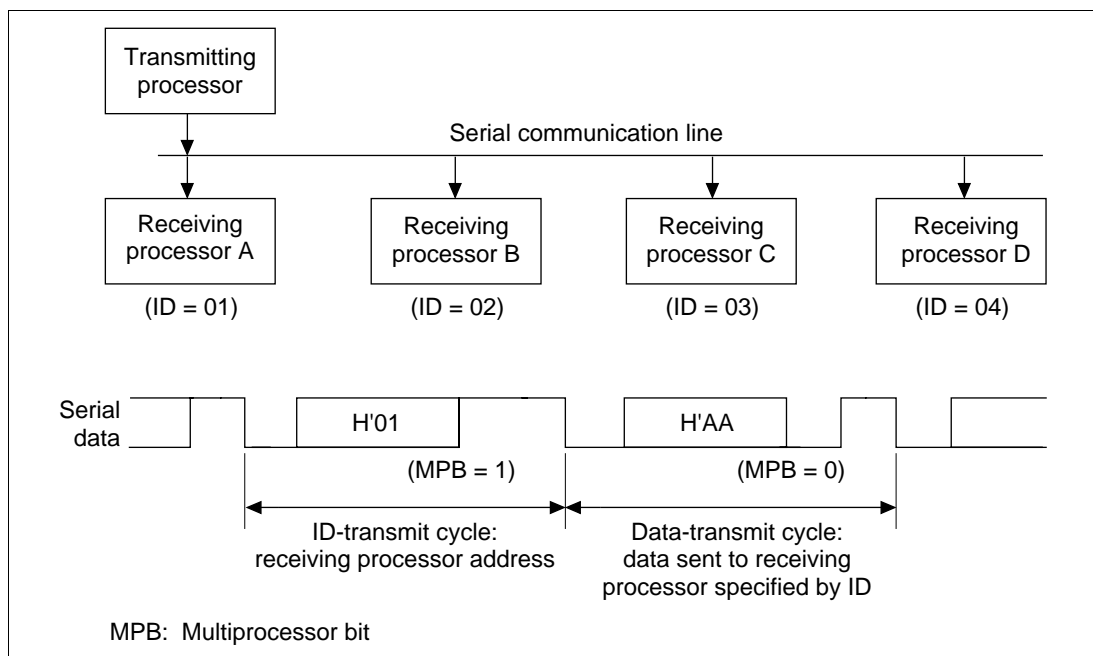 Transmitting
processor
Serial communication line
Receiving
processor A
Receiving
processor B
Receiving
processor C
Receiving
processor D
(ID = 01)
(ID = 02)
(ID = 03)
(ID = 04)
Serial
data
H'01
H'AA
(MPB = 1)
(MPB = 0)
ID-transmit cycle:
receiving processor address
Data-transmit cycle:
data sent to receiving
processor specified by ID
MPB: Multiprocessor bit